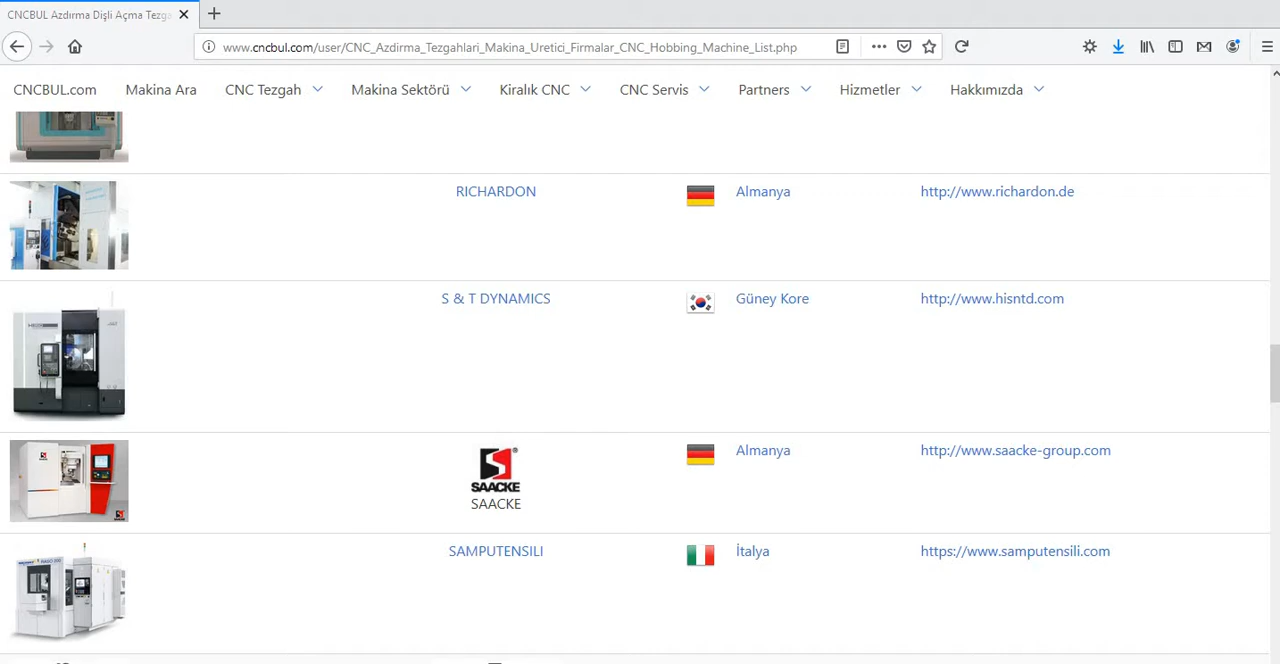 CNCBUL Azdırma Dişli Açma Tezga
www.cncbul.com/user/CNC_Azdirma_Tezgahlari_Makina_Uretici_Firmalar_CNC_Hobbing_Machine_List.php
CNCBUL.com Makina Ara CNC Tezgah Makina Sektörü Kiralık CNC CNC Servis Partners Hizmetler Hakkımızda
RICHARDON Almanya http://www.richardon.de
S & T DYNAMICS Güney Kore http://www.hisntd.com
SAACKE Almanya http://www.saacke-group.com
SAACKE
SAMPUTENSILI İtalya https://www.samputensili.com